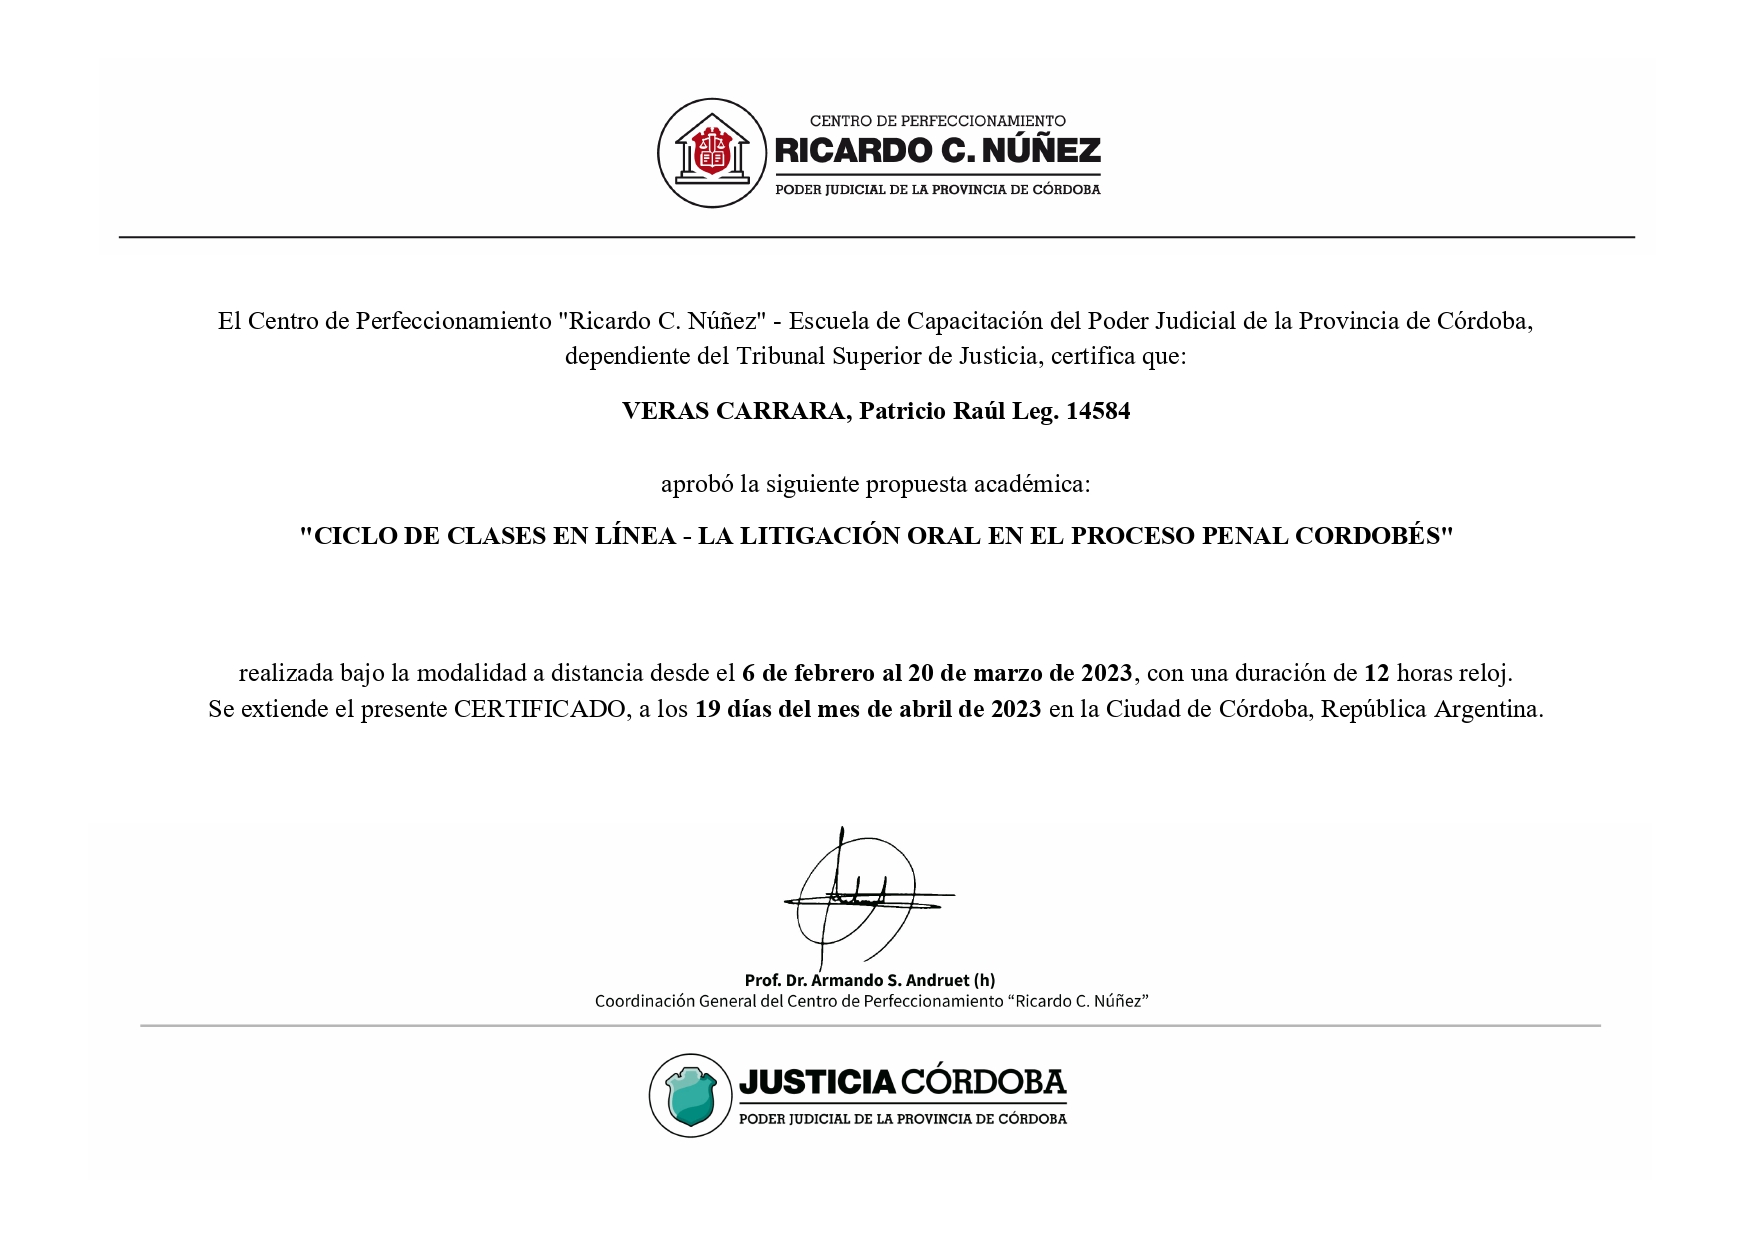 CENTRO DE PERFECCIONAMIENTO
RICARDO C. NÚÑEZ
PODER JUDICIAL DE LA PROVINCIA DE CÓRDOBA
El Centro de Perfeccionamiento "Ricardo C. Núñez" - Escuela de Capacitación del Poder Judicial de la Provincia de Córdoba,
dependiente del Tribunal Superior de Justicia, certifica que:
VERAS CARRARA, Patricio Raúl Leg. 14584
aprobó la siguiente propuesta académica:
"CICLO DE CLASES EN LÍNEA - LA LITIGACIÓN ORAL EN EL PROCESO PENAL CORDOBÉS"
realizada bajo la modalidad a distancia desde el 6 de febrero al 20 de marzo de 2023, con una duración de 12 horas reloj.
Se extiende el presente CERTIFICADO, a los 19 días del mes de abril de 2023 en la Ciudad de Córdoba, República Argentina.
Prof. Dr. Armando S. Andruet (h)
Coordinación General del Centro de Perfeccionamiento “Ricardo C. Núñez”
JUSTICIA CÓRDOBA
PODER JUDICIAL DE LA PROVINCIA DE CÓRDOBA